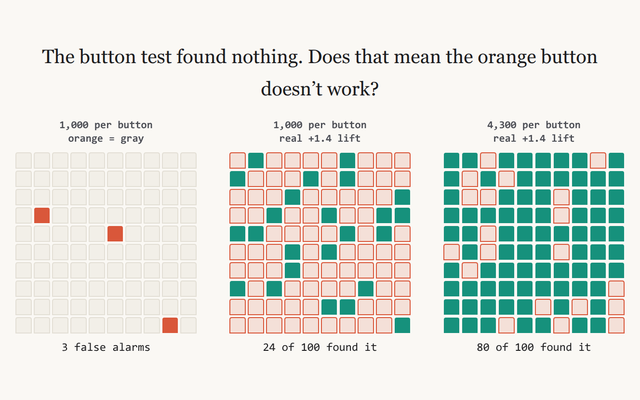 The button test found nothing. Does that mean the orange button
doesn’t work?
1,000 per button
orange = gray
1,000 per button
real +1.4 lift
4,300 per button
real +1.4 lift
3 false alarms
24 of 100 found it
80 of 100 found it